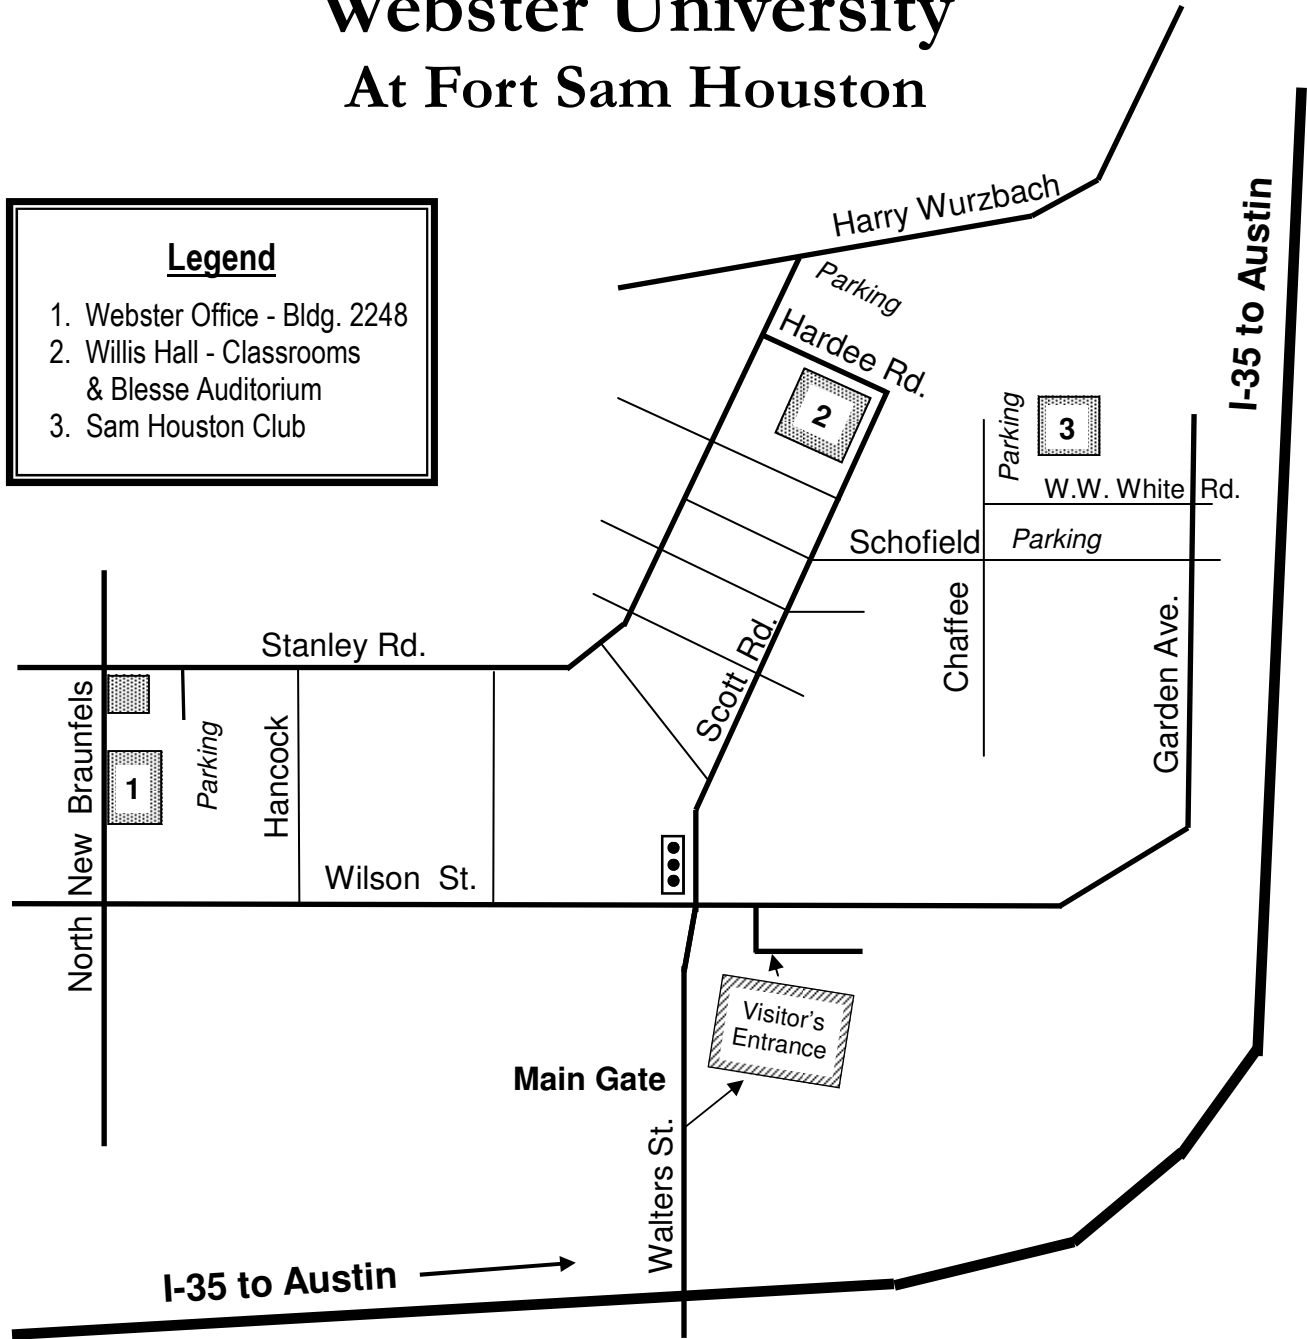 Webster University
At Fort Sam Houston
Harry Wurzbach
I-35 to Austin
Legend
1. Webster Office - Bldg. 2248
2. Willis Hall - Classrooms
& Blesse Auditorium
3. Sam Houston Club
Parking
Hardee Rd.
2
Parking
3
W.W. White Rd.
Schofield
Parking
Chaffee
Garden Ave.
Stanley Rd.
Scott Rd.
North New Braunfels
1
Parking
Hancock
Wilson St.
Visitor's
Entrance
Main Gate
Walters St.
I-35 to Austin